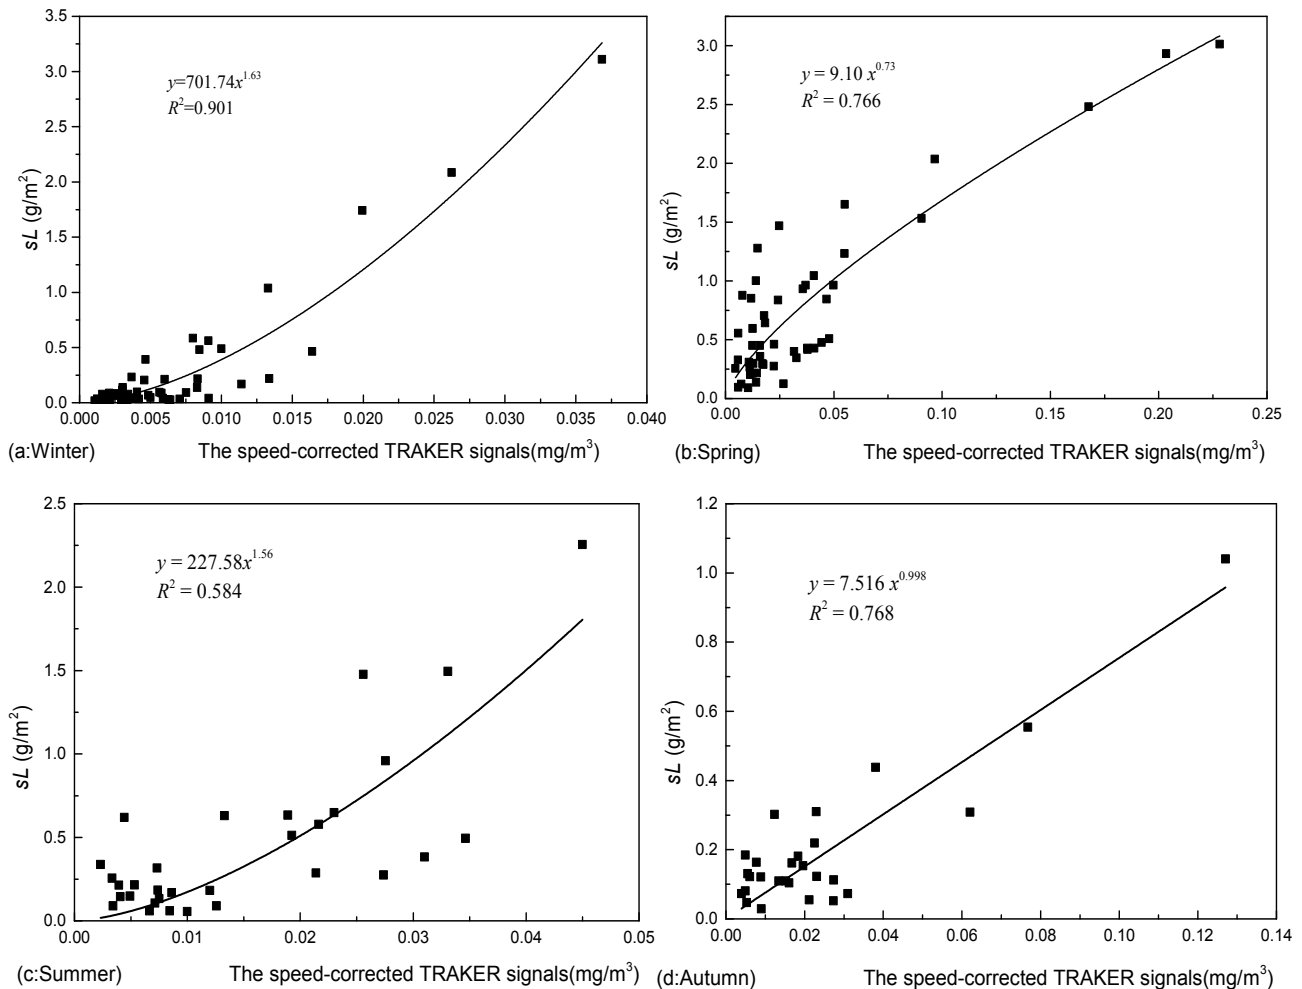 3.5
3.0
2.5
2.0
1.5
1.0
0.5
0.0
sL (g/m²)
y=701.74x^1.63
R²=0.901
0.000 0.005 0.010 0.015 0.020 0.025 0.030 0.035 0.040
(a:Winter) The speed-corrected TRAKER signals(mg/m³)
3.0
2.5
2.0
1.5
1.0
0.5
0.0
sL (g/m²)
y = 9.10 x^0.73
R² = 0.766
0.00 0.05 0.10 0.15 0.20 0.25
(b:Spring) The speed-corrected TRAKER signals(mg/m³)
2.5
2.0
1.5
1.0
0.5
0.0
sL (g/m²)
y = 227.58x^1.56
R² = 0.584
0.00 0.01 0.02 0.03 0.04 0.05
(c:Summer) The speed-corrected TRAKER signals(mg/m³)
1.2
1.0
0.8
0.6
0.4
0.2
0.0
sL (g/m²)
y = 7.516 x^0.998
R² = 0.768
0.00 0.02 0.04 0.06 0.08 0.10 0.12 0.14
(d:Autumn) The speed-corrected TRAKER signals(mg/m³)